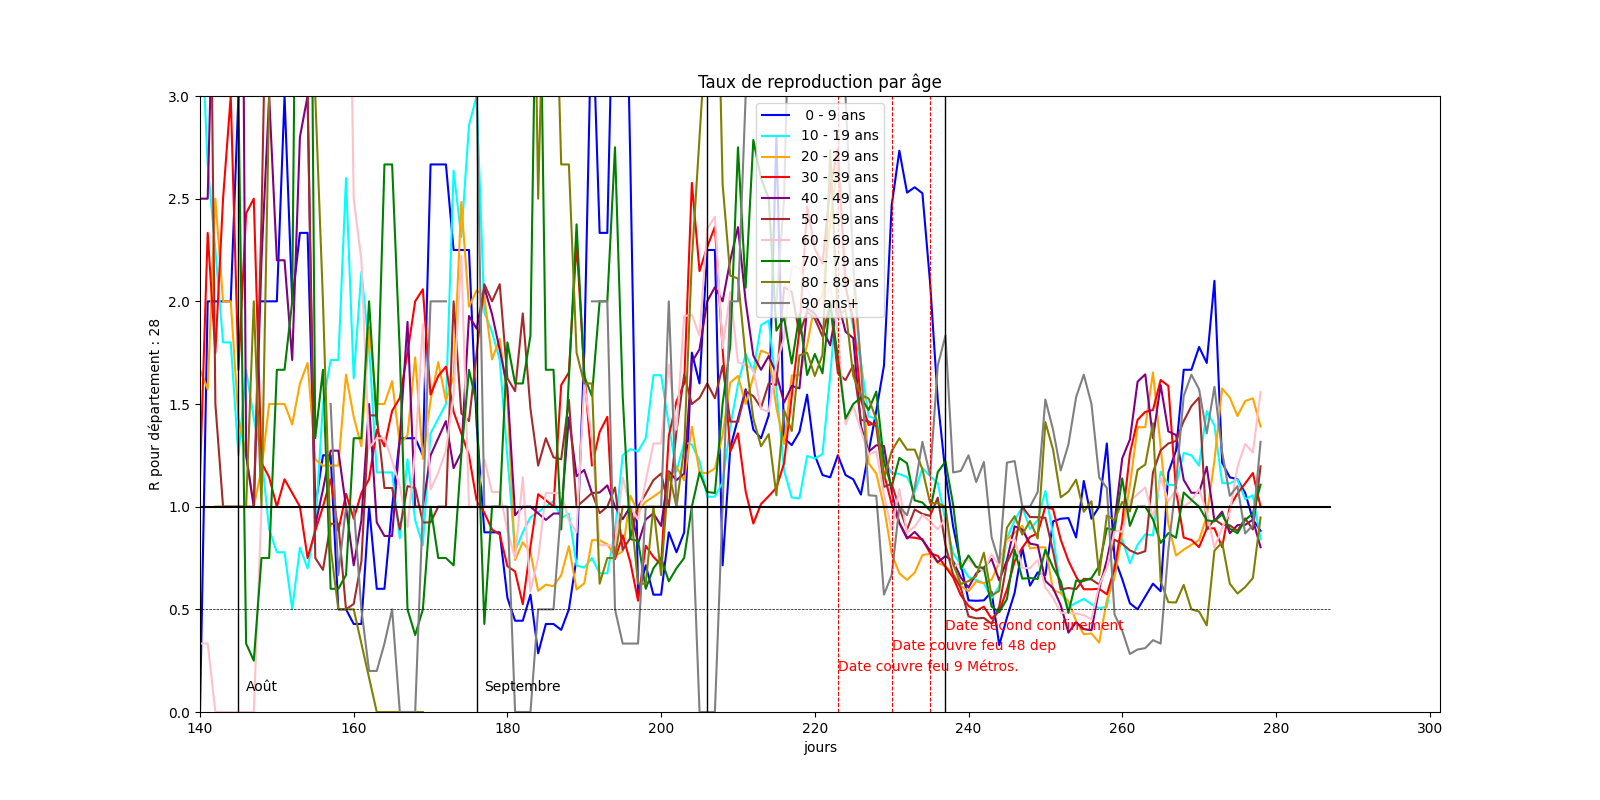 Taux de reproduction par âge
R pour département : 28
3.0
2.5
2.0
1.5
1.0
0.5
0.0
0 - 9 ans
10 - 19 ans
20 - 29 ans
30 - 39 ans
40 - 49 ans
50 - 59 ans
60 - 69 ans
70 - 79 ans
80 - 89 ans
90 ans+
Date second confinement
Date couvre feu 48 dep
Date couvre feu 9 Métros.
Août
Septembre
140 160 180 200 220 240 260 280 300
jours